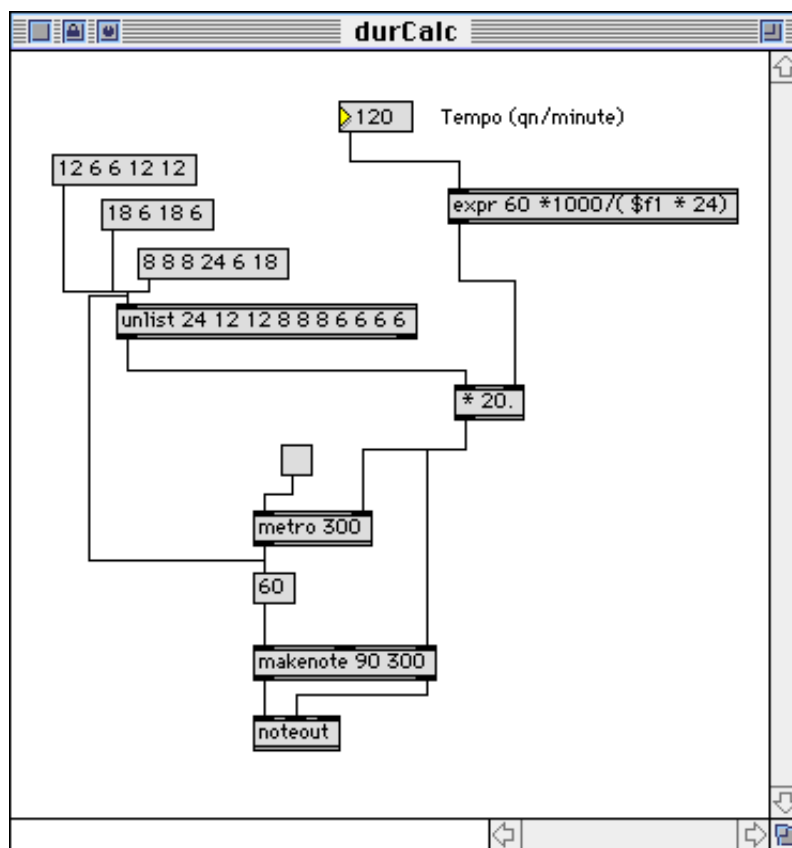 durCalc
120 Tempo (qn/minute)
12 6 6 12 12
18 6 18 6
expr 60 *1000/( $f1 * 24)
8 8 8 24 6 18
unlist 24 12 12 8 8 8 6 6 6 6
* 20.
metro 300
60
makenote 90 300
noteout